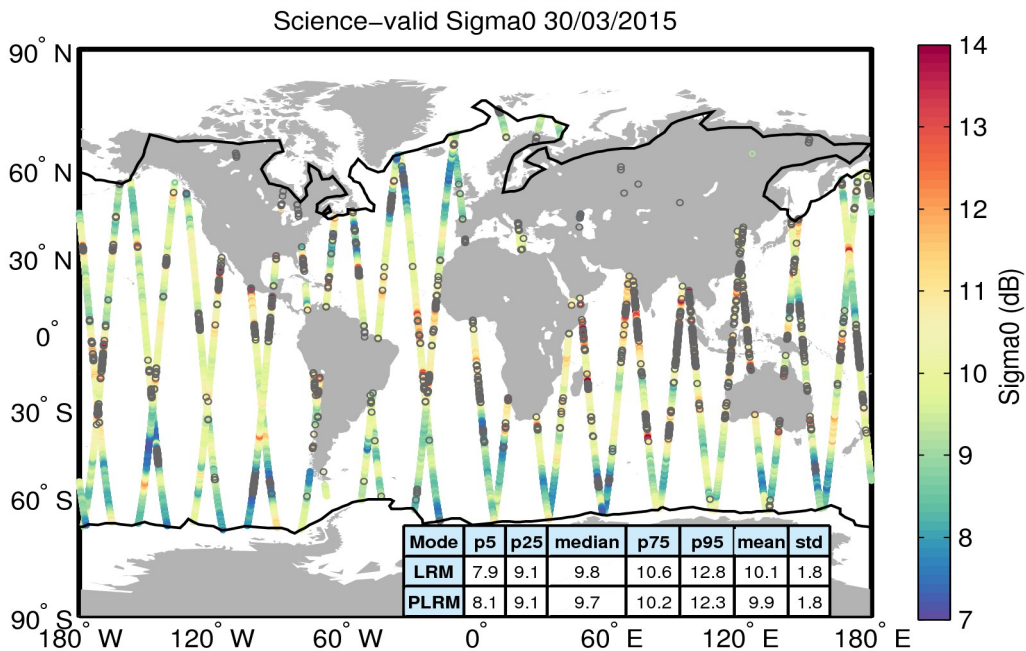 Science−valid Sigma0 30/03/2015
90° N
60° N
30° N
0°
30° S
60° S
90° S
180° W
120° W
60° W
0°
60° E
120° E
180° E
Mode p5 p25 median p75 p95 mean std
LRM 7.9 9.1 9.8 10.6 12.8 10.1 1.8
PLRM 8.1 9.1 9.7 10.2 12.3 9.9 1.8
14
13
12
11
10
9
8
7
Sigma0 (dB)